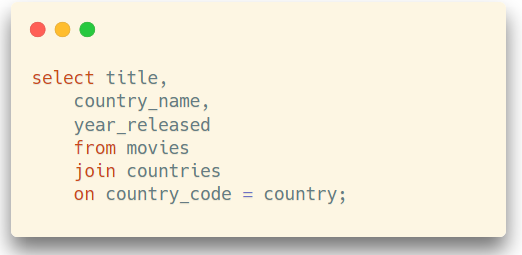 select title,
    country_name,
    year_released
    from movies
    join countries
    on country_code = country;